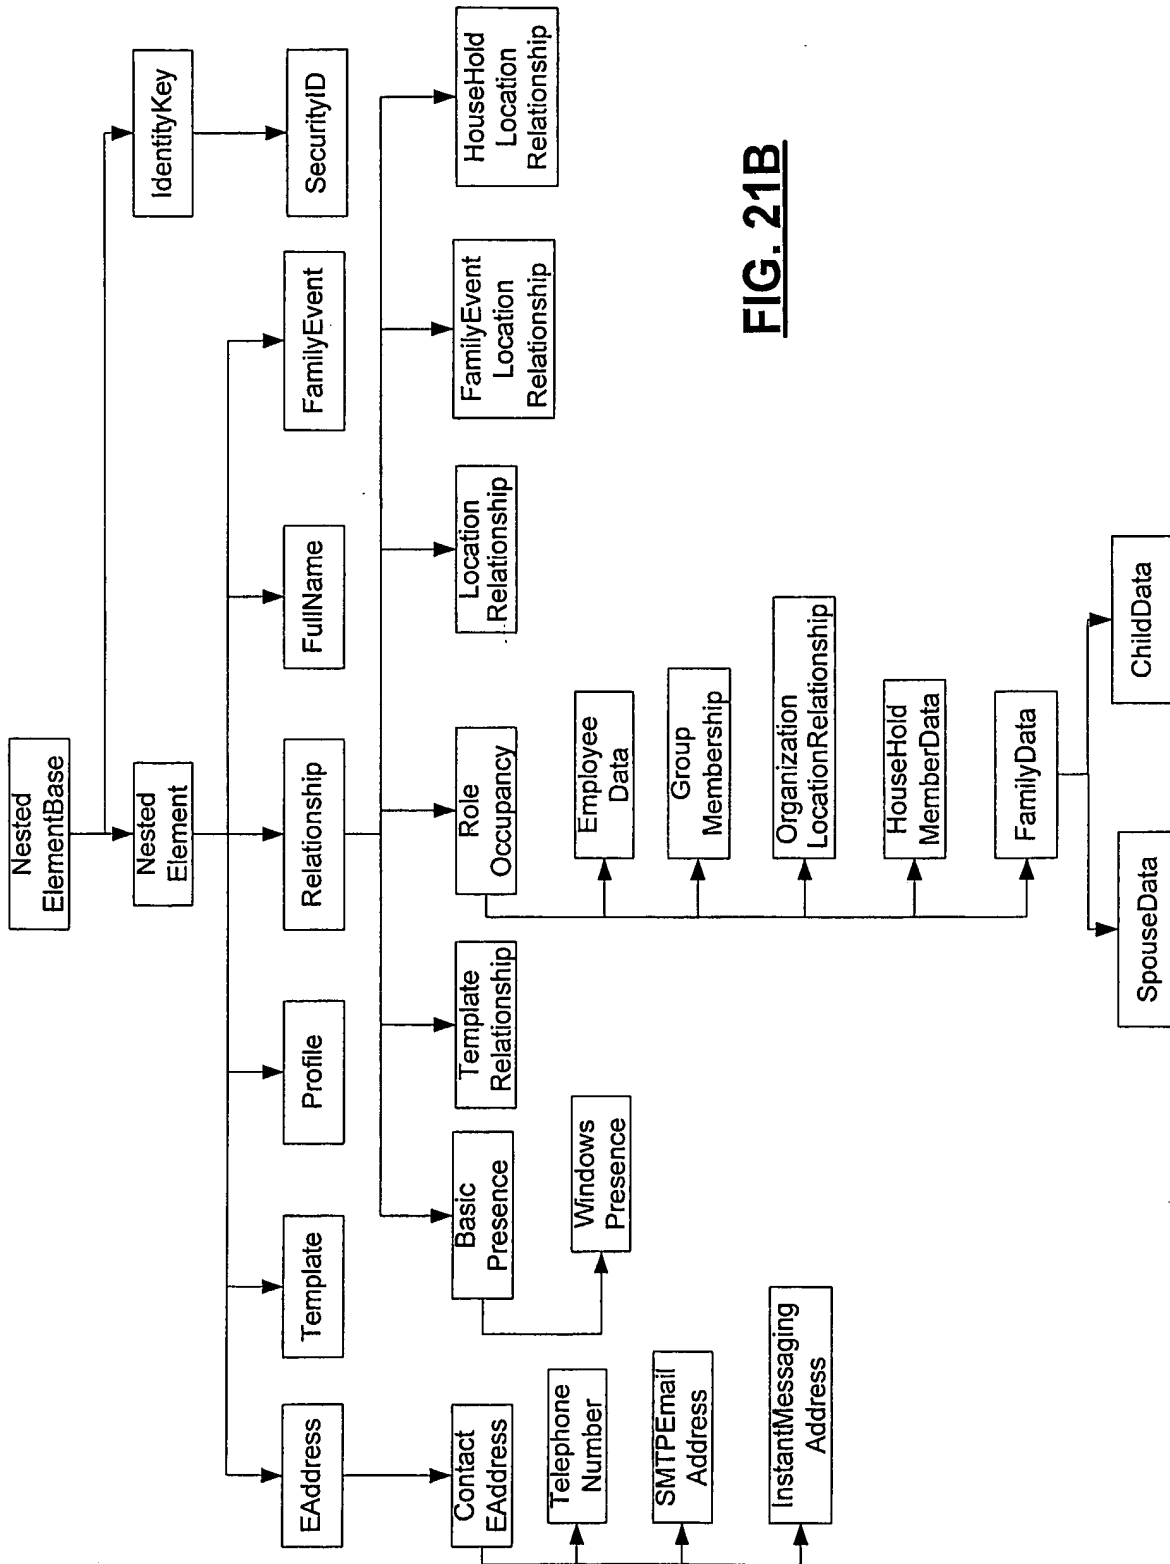 Nested
ElementBase
Nested
Element
IdentityKey
EAddress
Template
Profile
Relationship
FullName
FamilyEvent
SecurityID
Contact
EAddress
Basic
Presence
Template
Relationship
Role
Occupancy
Location
Relationship
FamilyEvent
Location
Relationship
HouseHold
Location
Relationship
Telephone
Number
SMTPEmail
Address
InstantMessaging
Address
Windows
Presence
Employee
Data
Group
Membership
Organization
LocationRelationship
HouseHold
MemberData
FamilyData
SpouseData
ChildData
FIG. 21B